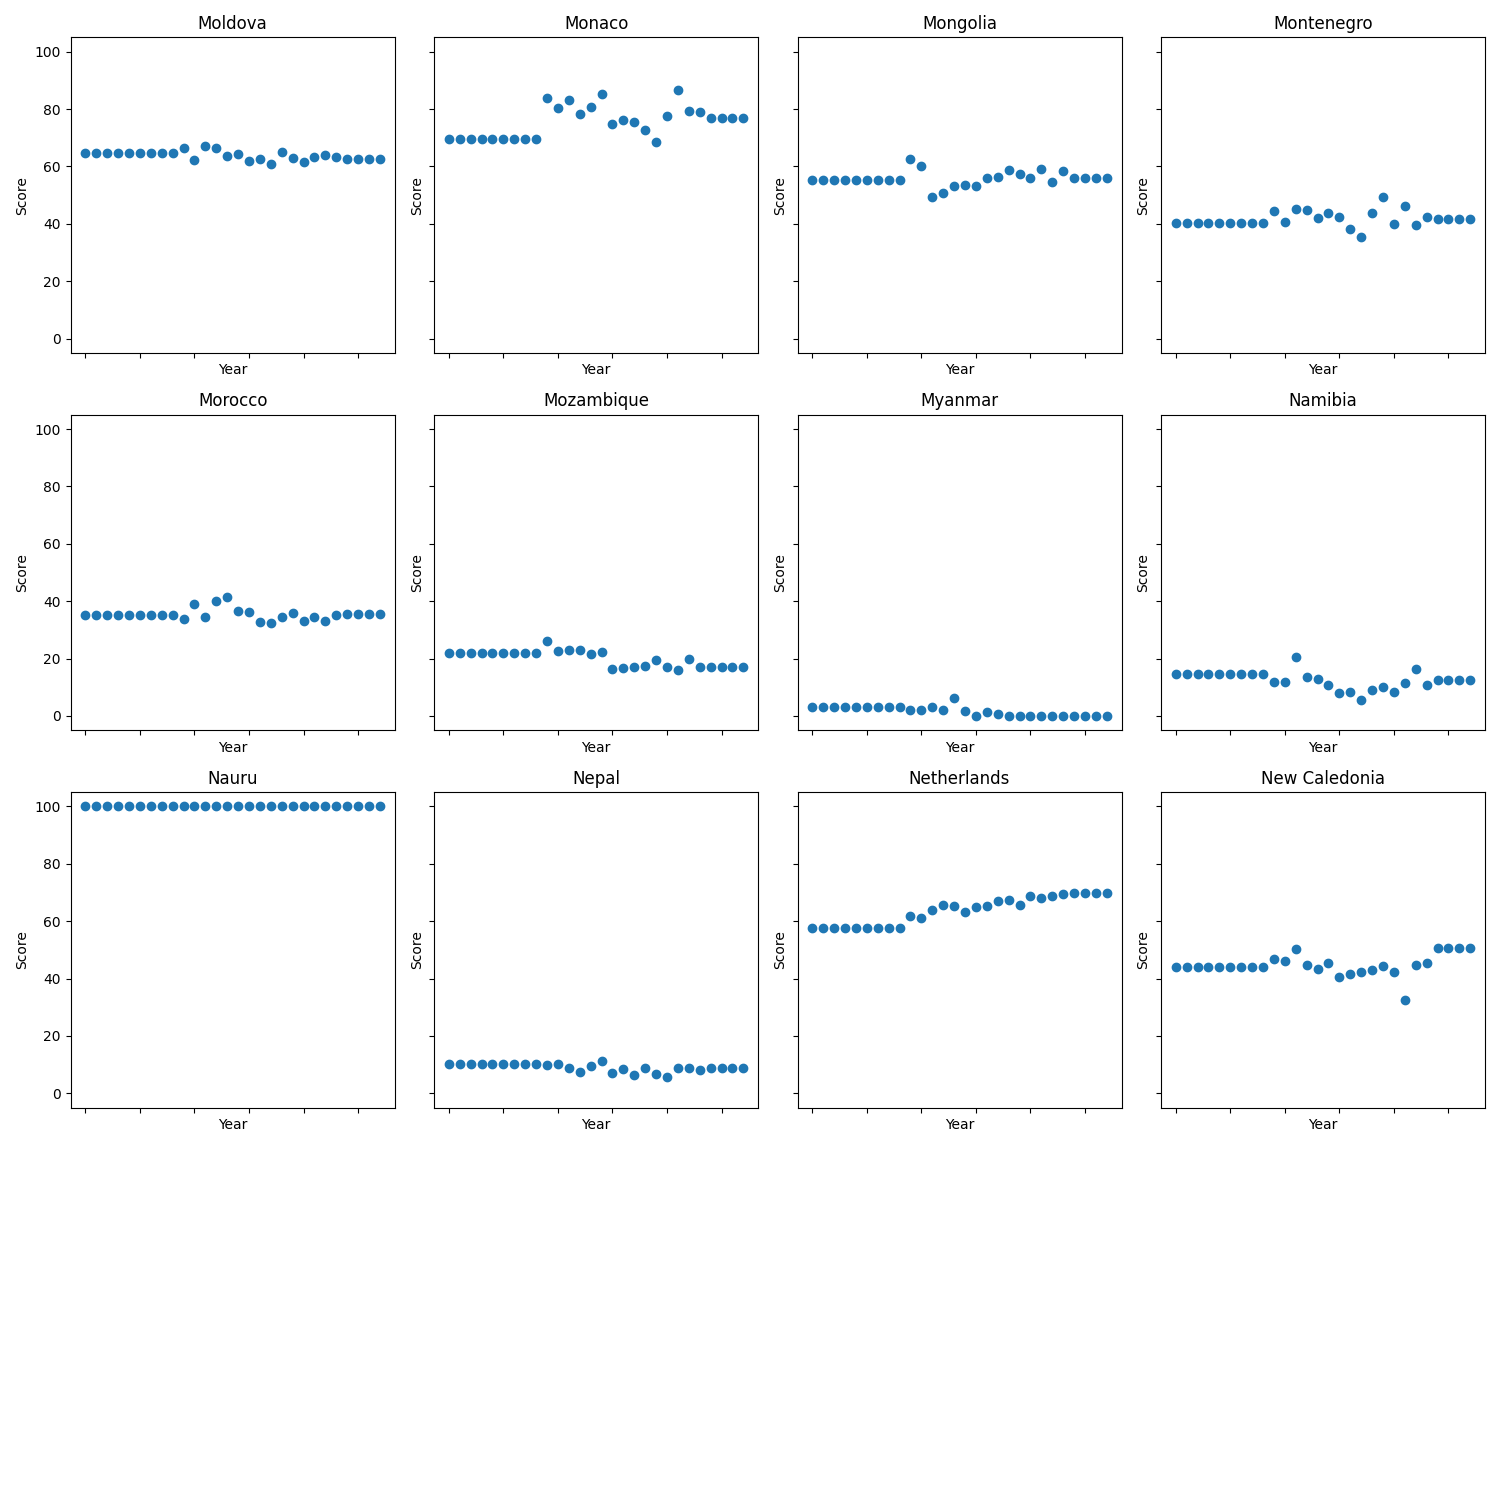 Moldova
Monaco
Mongolia
Montenegro
100
80
60
40
20
0
Score
Score
Score
Score
Year
Year
Year
Year
Morocco
Mozambique
Myanmar
Namibia
100
80
60
40
20
0
Score
Score
Score
Score
Year
Year
Year
Year
Nauru
Nepal
Netherlands
New Caledonia
100
80
60
40
20
0
Score
Score
Score
Score
Year
Year
Year
Year